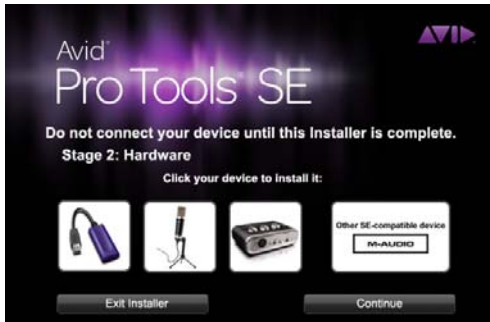 AVID
Avid®
Pro Tools® SE
Do not connect your device until this Installer is complete.
Stage 2: Hardware
Click your device to install it:
Other SE-compatible device
M-AUDIO
Exit Installer
Continue